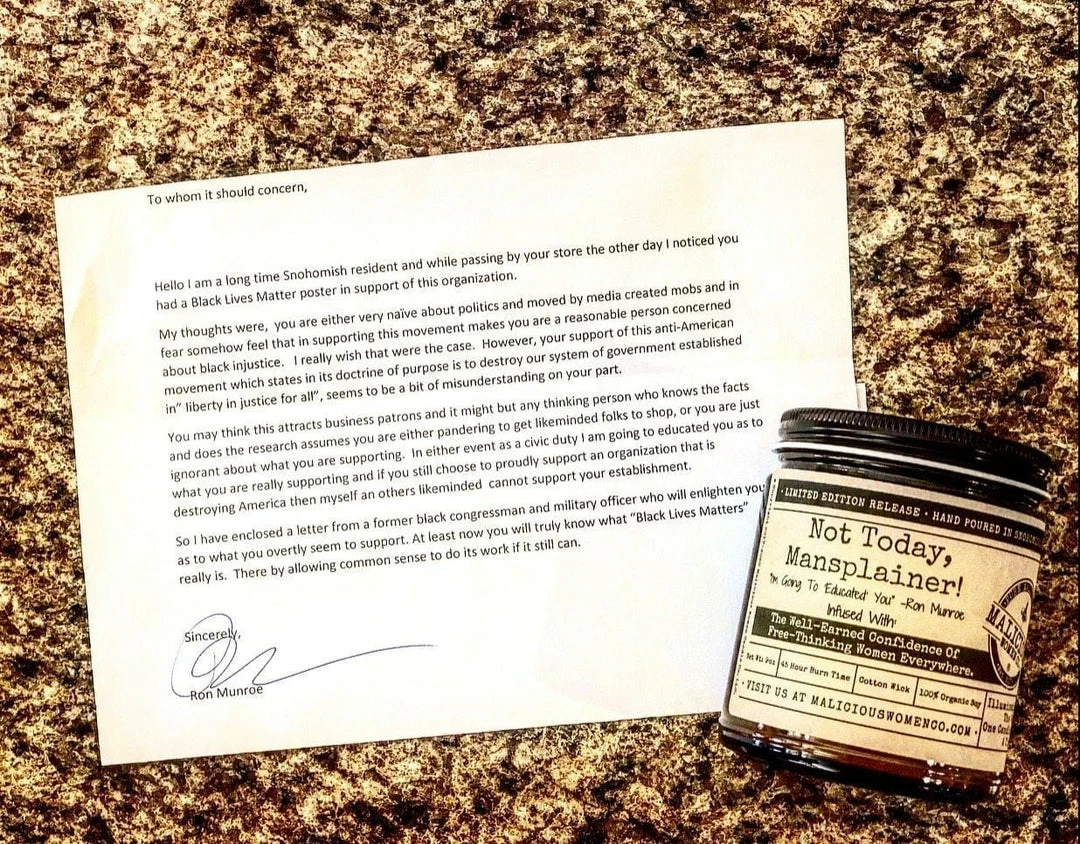 To whom it should concern,
Hello I am a long time Snohomish resident and while passing by your store the other day I noticed you
had a Black Lives Matter poster in support of this organization.
My thoughts were, you are either very naïve about politics and moved by media created mobs and in
fear somehow feel that in supporting this movement makes you are a reasonable person concerned
about black injustice. I really wish that were the case. However, your support of this anti-American
movement which states in its doctrine of purpose is to destroy our system of government established
in" liberty in justice for all", seems to be a bit of misunderstanding on your part.
You may think this attracts business patrons and it might but any thinking person who knows the facts
and does the research assumes you are either pandering to get likeminded folks to shop, or you are just
ignorant about what you are supporting. In either event as a civic duty I am going to educated you as to
what you are really supporting and if you still choose to proudly support an organization that is
destroying America then myself an others likeminded cannot support your establishment.
So I have enclosed a letter from a former black congressman and military officer who will enlighten you
as to what you overtly seem to support. At least now you will truly know what "Black Lives Matters"
really is. There by allowing common sense to do its work if it still can.
Sincerely,
Ron Munroe
· LIMITED EDITION RELEASE · HAND POURED IN
Not Today,
Mansplainer!
"I'm Going To Educated You" -Ron Munroe
Infused With:
The Well-Earned Confidence Of
Free-Thinking Women Everywhere.
45 Hour Burn Time
Cotton Wick
100% Organic Soy
· VISIT US AT MALICIOUSWOMENCO.COM ·